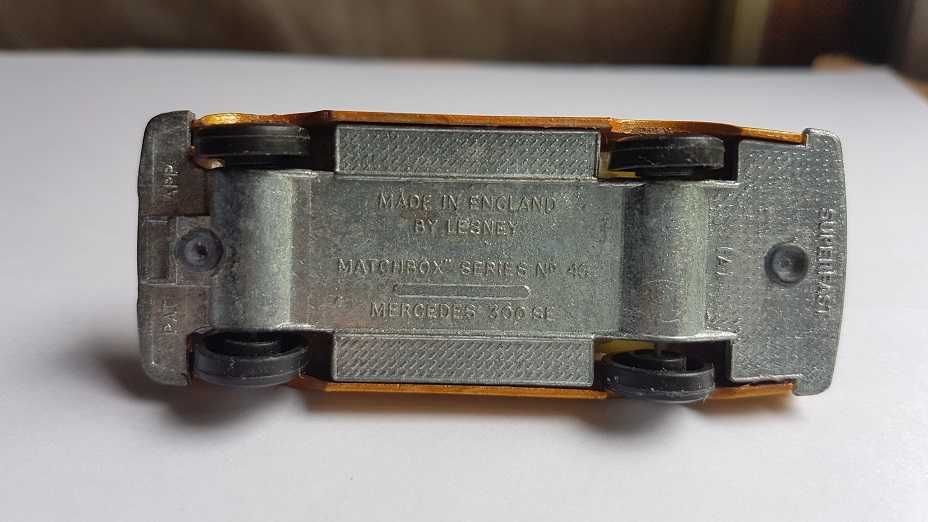 MADE IN ENGLAND
BY LESNEY
MATCHBOX" SERIES Nº 46
MERCEDES 300 SE
PAT APP
SUPERFAST